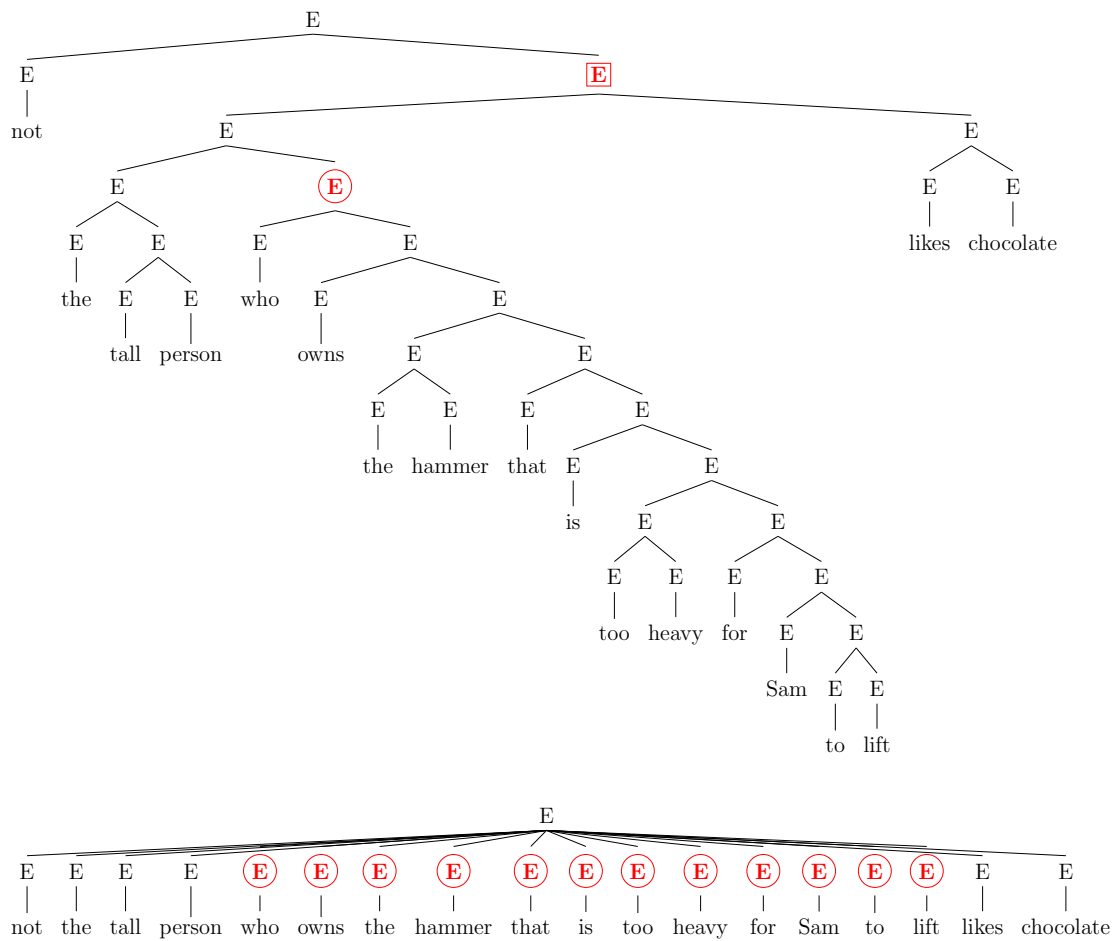 E
E E
not E E
E E E E
E E E E likes chocolate
the E E who E E
tall person owns E E
E E E E
the hammer that E E
is E E
E E E E
too heavy for E E
Sam E E
to lift
E
E E E E E E E E E E E E E E E E E E
not the tall person who owns the hammer that is too heavy for Sam to lift likes chocolate